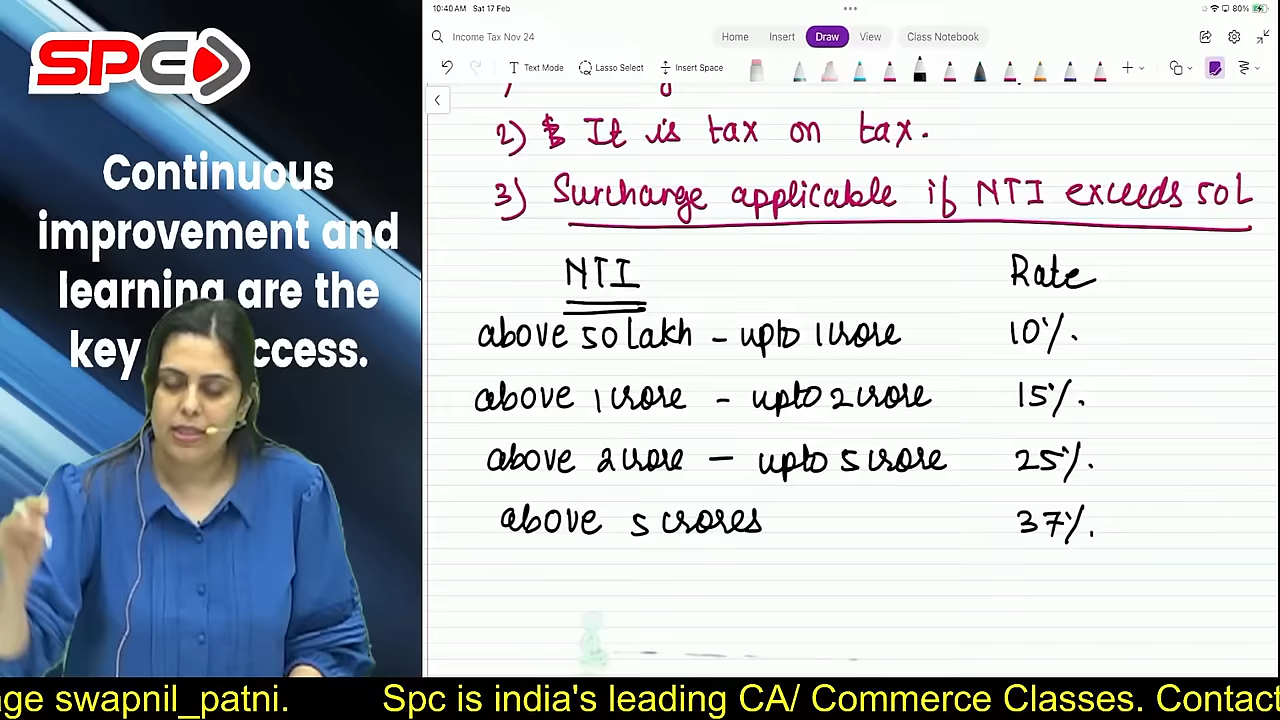 SPC
Continuous
improvement and
learning are the
key
ccess.
10:40 AM Sat 17 Feb
80%
Income Tax Nov 24
Home Insert Draw View Class Notebook
Text Mode Lasso Select Insert Space
2) It is tax on tax.
3) Surcharge applicable if NTI exceeds 50L
NTI Rate
above 50 Lakh - upto 1 crore 10%.
above 1 crore - upto 2 crore 15%.
above 2 crore - upto 5 crore 25%.
above 5 crores 37%.
ge swapnil_patni. Spc is india's leading CA/ Commerce Classes. Contact